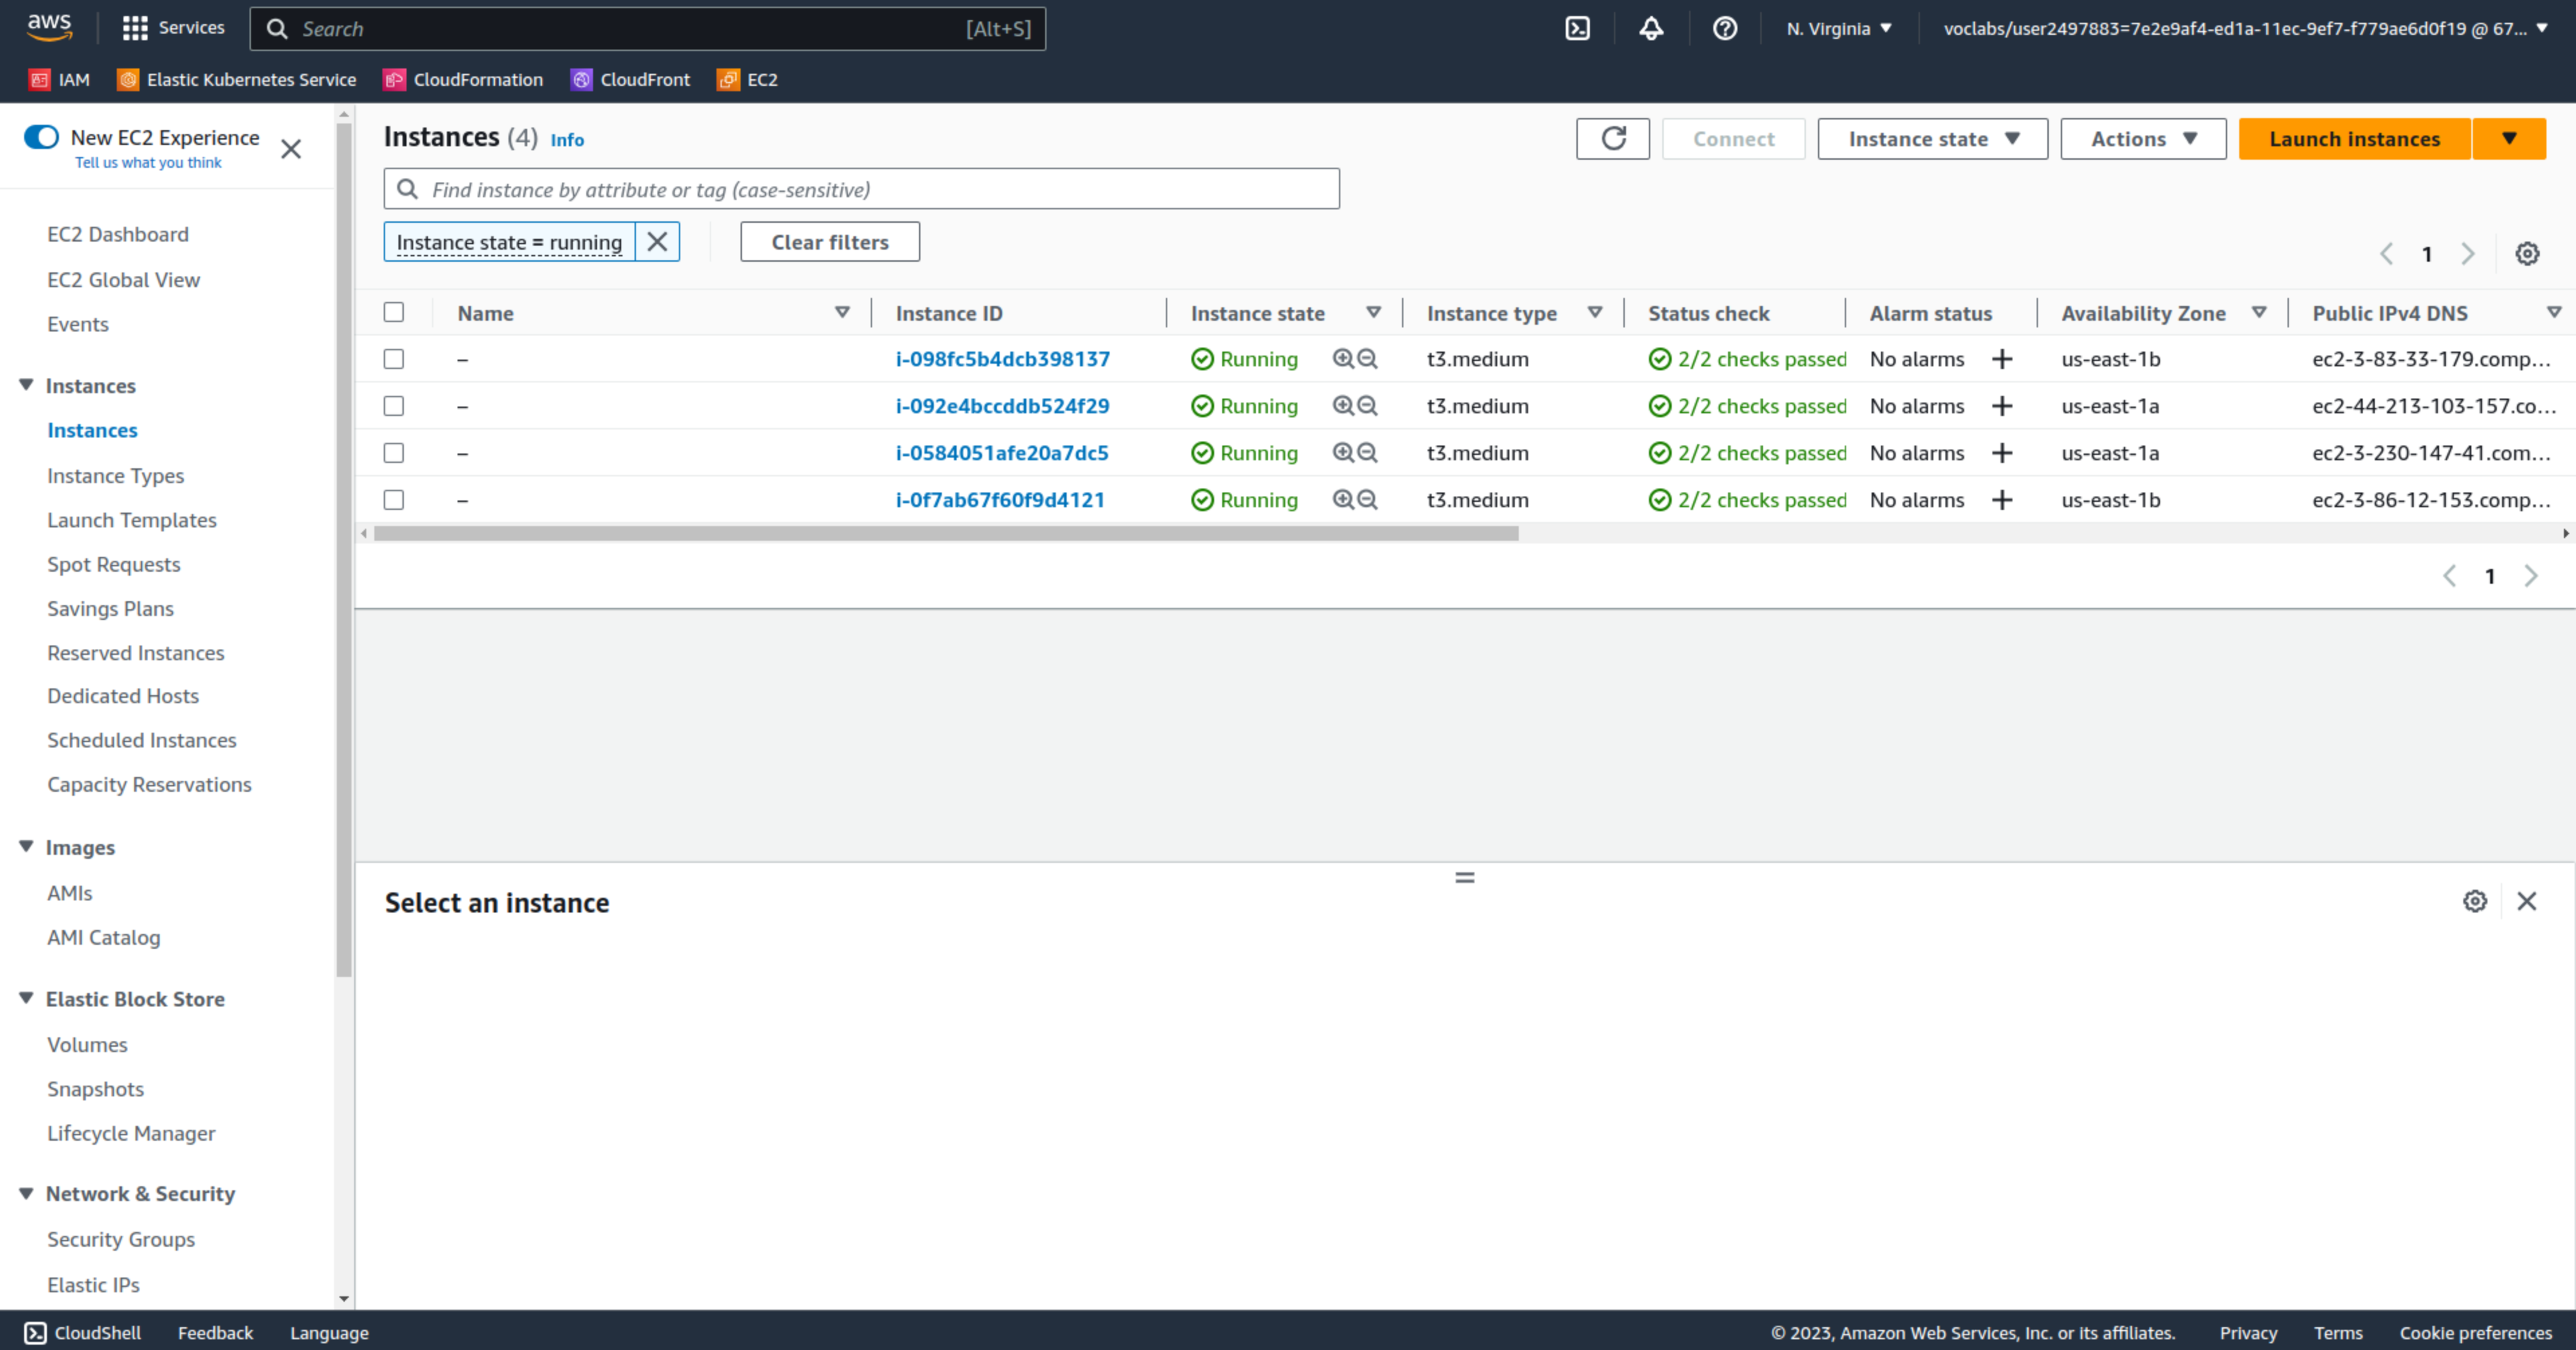 aws Services Search [Alt+S] N. Virginia voclabs/user2497883=7e2e9af4-ed1a-11ec-9ef7-f779ae6d0f19 @ 67...
IAM Elastic Kubernetes Service CloudFormation CloudFront EC2
New EC2 Experience
Tell us what you think
EC2 Dashboard
EC2 Global View
Events
Instances
Instances
Instance Types
Launch Templates
Spot Requests
Savings Plans
Reserved Instances
Dedicated Hosts
Scheduled Instances
Capacity Reservations
Images
AMIs
AMI Catalog
Elastic Block Store
Volumes
Snapshots
Lifecycle Manager
Network & Security
Security Groups
Elastic IPs
Instances (4) Info Connect Instance state Actions Launch instances
Find instance by attribute or tag (case-sensitive)
Instance state = running Clear filters
1
Name Instance ID Instance state Instance type Status check Alarm status Availability Zone Public IPv4 DNS
– i-098fc5b4dcb398137 Running t3.medium 2/2 checks passed No alarms + us-east-1b ec2-3-83-33-179.comp...
– i-092e4bccddb524f29 Running t3.medium 2/2 checks passed No alarms + us-east-1a ec2-44-213-103-157.co...
– i-0584051afe20a7dc5 Running t3.medium 2/2 checks passed No alarms + us-east-1a ec2-3-230-147-41.com...
– i-0f7ab67f60f9d4121 Running t3.medium 2/2 checks passed No alarms + us-east-1b ec2-3-86-12-153.comp...
1
Select an instance
CloudShell Feedback Language © 2023, Amazon Web Services, Inc. or its affiliates. Privacy Terms Cookie preferences